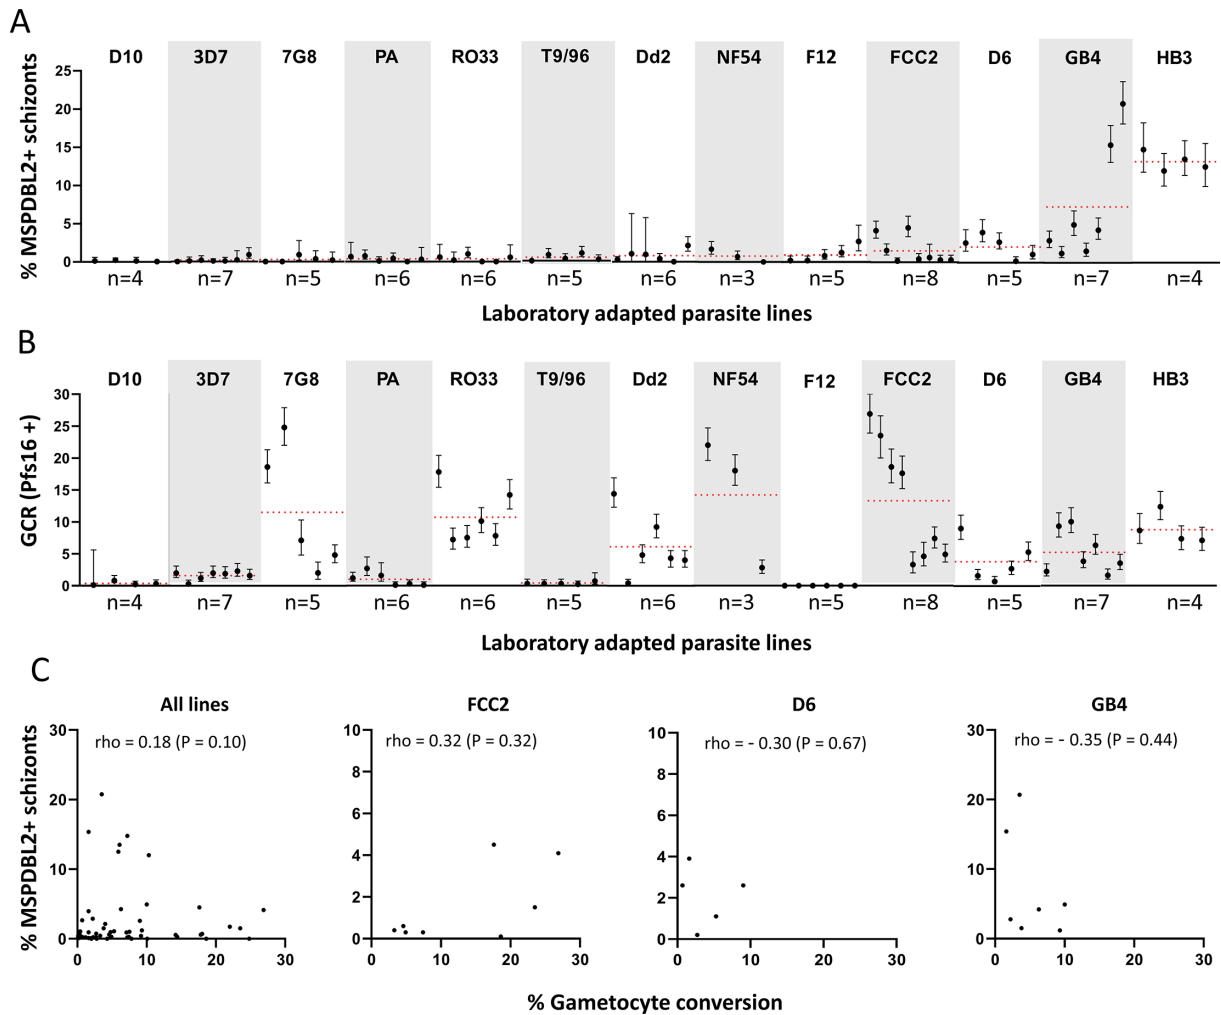 A
D10 3D7 7G8 PA RO33 T9/96 Dd2 NF54 F12 FCC2 D6 GB4 HB3
% MSPDBL2+ schizonts
25
20
15
10
5
0
n=4 n=7 n=5 n=6 n=6 n=5 n=6 n=3 n=5 n=8 n=5 n=7 n=4
Laboratory adapted parasite lines
B
D10 3D7 7G8 PA RO33 T9/96 Dd2 NF54 F12 FCC2 D6 GB4 HB3
GCR (Pfs16 +)
30
25
20
15
10
5
0
n=4 n=7 n=5 n=6 n=6 n=5 n=6 n=3 n=5 n=8 n=5 n=7 n=4
Laboratory adapted parasite lines
C
% MSPDBL2+ schizonts
All lines
rho = 0.18 (P = 0.10)
30
20
10
0
0 10 20 30
FCC2
rho = 0.32 (P = 0.32)
10
8
6
4
2
0
0 10 20 30
D6
rho = - 0.30 (P = 0.67)
10
8
6
4
2
0
0 10 20 30
GB4
rho = - 0.35 (P = 0.44)
30
20
10
0
0 10 20 30
% Gametocyte conversion